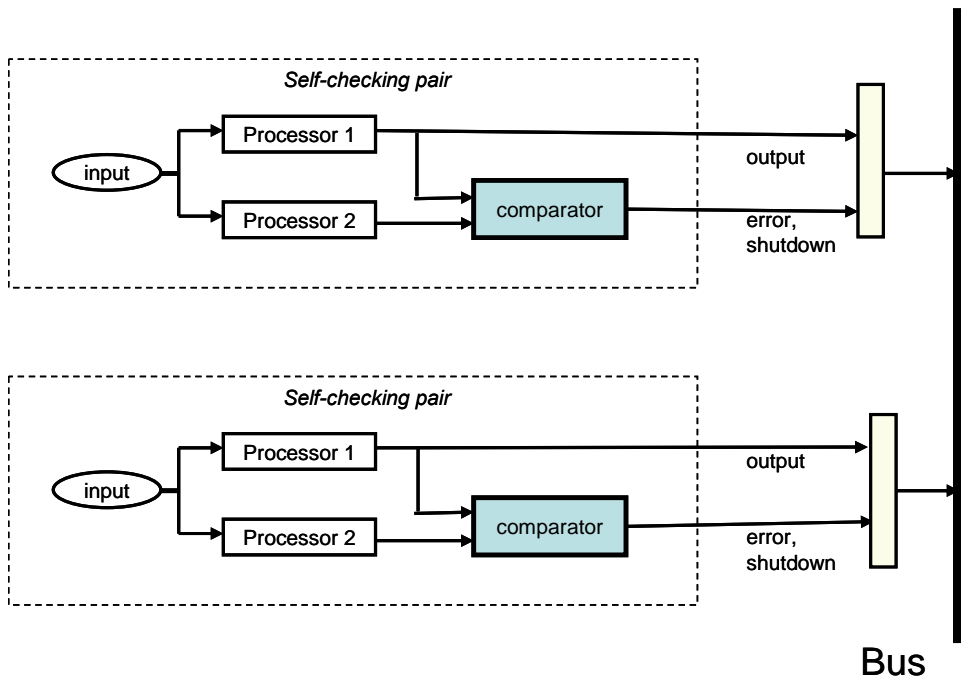 Self-checking pair
Processor 1
input
output
Processor 2
comparator
error,
shutdown
Self-checking pair
Processor 1
output
input
Processor 2
comparator
error,
shutdown
Bus